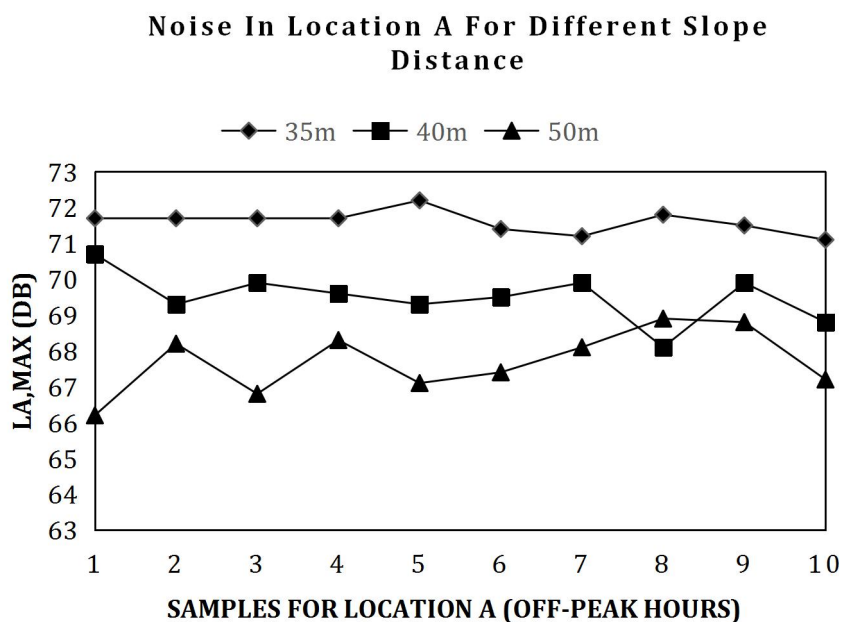 Noise In Location A For Different Slope
Distance
35m 40m 50m
73
72
71
70
69
68
67
66
65
64
63
LA,MAX (DB)
1 2 3 4 5 6 7 8 9 10
SAMPLES FOR LOCATION A (OFF-PEAK HOURS)